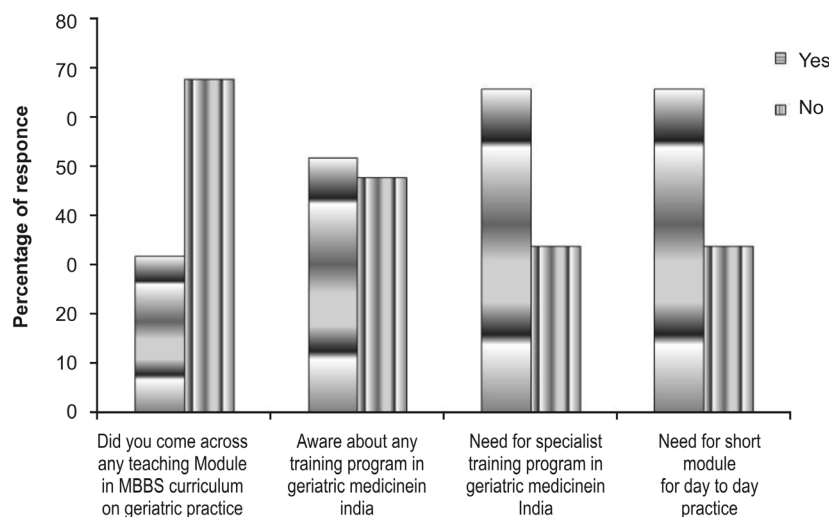 80
70
0
50
40
0
20
10
0
Percentage of responce
Yes
No
Did you come across
any teaching Module
in MBBS curriculum
on geriatric practice
Aware about any
training program in
geriatric medicinein
india
Need for specialist
training program in
geriatric medicinein
India
Need for short
module
for day to day
practice